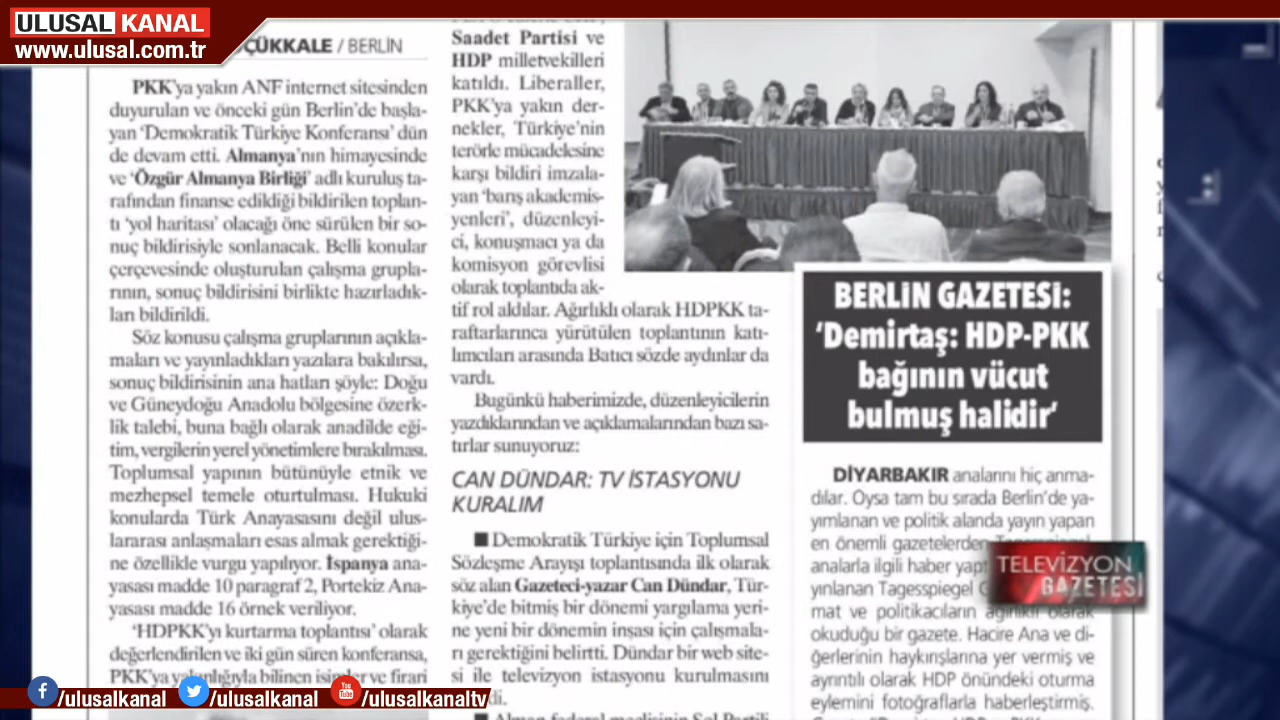 ULUSAL KANAL
www.ulusal.com.tr
ÇÜKKALE / BERLİN
PKK'ya yakın ANF internet sitesinden
duyurulan ve önceki gün Berlin'de başla-
yan 'Demokratik Türkiye Konferansı' dün
de devam etti. Almanya'nın himayesinde
ve 'Özgür Almanya Birliği' adlı kuruluş ta-
rafından finanse edildiği bildirilen toplan-
tı 'yol haritası' olacağı öne sürülen bir so-
nuç bildirisiyle sonlanacak. Belli konular
çerçevesinde oluşturulan çalışma grupla-
rının, sonuç bildirisini birlikte hazırladık-
ları bildirildi.
Söz konusu çalışma gruplarının açıkla-
maları ve yayınladıkları yazılara bakılırsa,
sonuç bildirisinin ana hatları şöyle: Doğu
ve Güneydoğu Anadolu bölgesine özerk-
lik talebi, buna bağlı olarak anadilde eği-
tim, vergilerin yerel yönetimlere bırakılması.
Toplumsal yapının bütünüyle etnik ve
mezhepsel temele oturtulması. Hukuki
konularda Türk Anayasasını değil ulus-
lararası anlaşmaları esas almak gerektiği-
ne özellikle vurgu yapılıyor. İspanya ana-
yasası madde 10 paragraf 2, Portekiz Ana-
yasası madde 16 örnek veriliyor.
'HDPKK'yı kurtarma toplantısı' olarak
değerlendirilen ve iki gün süren konferansa,
PKK'ya yakınlığıyla bilinen isimler ve firari
Saadet Partisi ve
HDP milletvekilleri
katıldı. Liberaller,
PKK'ya yakın der-
nekler, Türkiye'nin
terörle mücadelesine
karşı bildiri imzala-
yan 'barış akademis-
yenleri', düzenleyi-
ci, konuşmacı ya da
komisyon görevlisi
olarak toplantıda ak-
tif rol aldılar. Ağırlıklı olarak HDPKK ta-
raftarlarınca yürütülen toplantının katı-
lımcıları arasında Batıcı sözde aydınlar da
vardı.
Bugünkü haberimizde, düzenleyicilerin
yazdıklarından ve açıklamalarından bazı sa-
tırlar sunuyoruz:
CAN DÜNDAR: TV İSTASYONU
KURALIM
■ Demokratik Türkiye için Toplumsal
Sözleşme Arayışı toplantısında ilk olarak
söz alan Gazeteci-yazar Can Dündar, Tür-
kiye'de bitmiş bir dönemi yargılama yeri-
ne yeni bir dönemin inşası için çalışmala-
rı gerektiğini belirtti. Dündar bir web site-
si ile televizyon istasyonu kurulmasını
■ Alman federal meclisinin Sol Partili
BERLİN GAZETESİ:
'Demirtaş: HDP-PKK
bağının vücut
bulmuş halidir'
DİYARBAKIR analarını hiç anma-
dılar. Oysa tam bu sırada Berlin'de ya-
yımlanan ve politik alanda yayın yapan
en önemli gazetelerden
analarla ilgili haber
yınlanan Tagesspiegel
mat ve politikacıların ağırlıklı olarak
okuduğu bir gazete. Hacire Ana ve di-
ğerlerinin haykırışlarına yer vermiş ve
ayrıntılı olarak HDP önündeki oturma
eylemini fotoğraflarla haberleştirmiş.
TELEVİZYON
GAZETESİ
/ulusalkanal
/ulusalkanal
/ulusalkanaltv